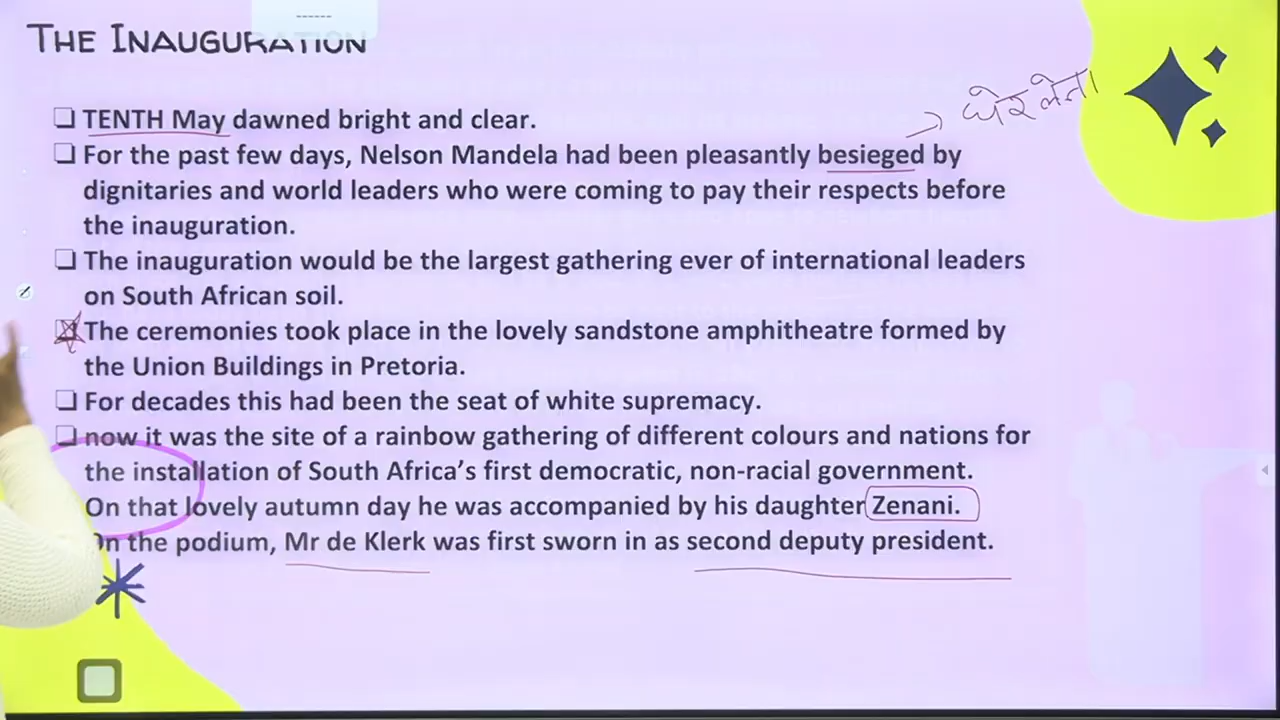 THE INAUGURATION
घेर लेना
❑ TENTH May dawned bright and clear.
❑ For the past few days, Nelson Mandela had been pleasantly besieged by
dignitaries and world leaders who were coming to pay their respects before
the inauguration.
❑ The inauguration would be the largest gathering ever of international leaders
on South African soil.
❑ The ceremonies took place in the lovely sandstone amphitheatre formed by
the Union Buildings in Pretoria.
❑ For decades this had been the seat of white supremacy.
❑ now it was the site of a rainbow gathering of different colours and nations for
the installation of South Africa’s first democratic, non-racial government.
On that lovely autumn day he was accompanied by his daughter Zenani.
On the podium, Mr de Klerk was first sworn in as second deputy president.